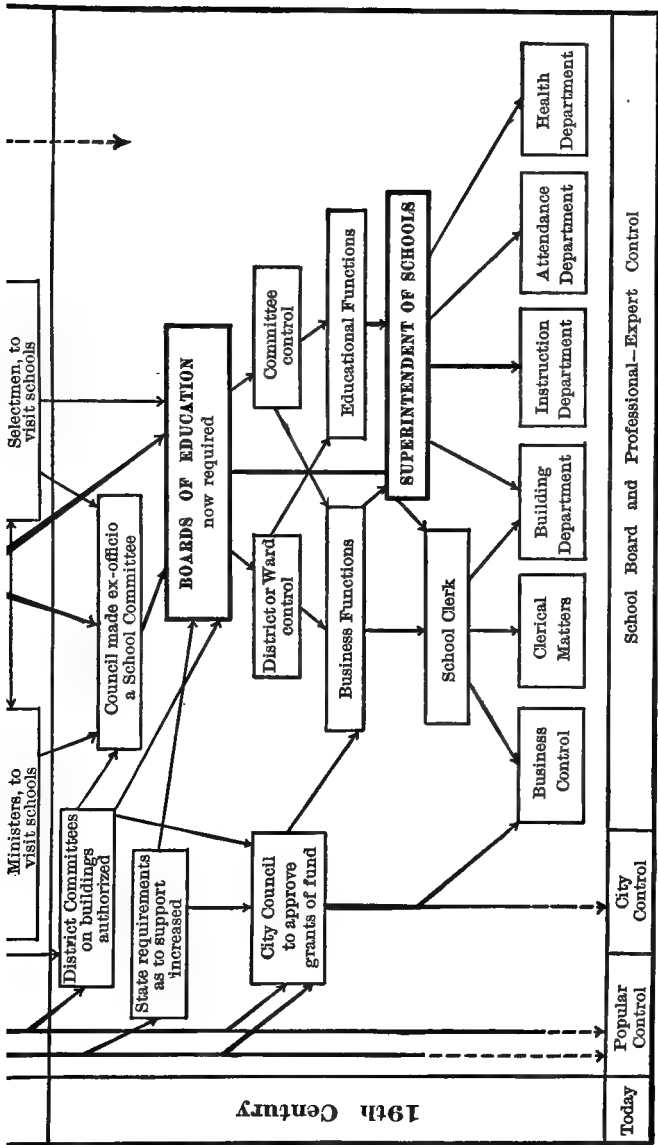 Ministers, to
visit schools
Selectmen, to
visit schools
District Committees
on buildings
authorized
Council made ex-officio
a School Committee
State requirements
as to support
increased
BOARDS OF EDUCATION
now required
City Council
to approve
grants of fund
District or Ward
control
Committee
control
Business Functions
Educational Functions
School Clerk
SUPERINTENDENT OF SCHOOLS
Business
Control
Clerical
Matters
Building
Department
Instruction
Department
Attendance
Department
Health
Department
19th Century
Today
Popular
Control
City
Control
School Board and Professional-Expert Control